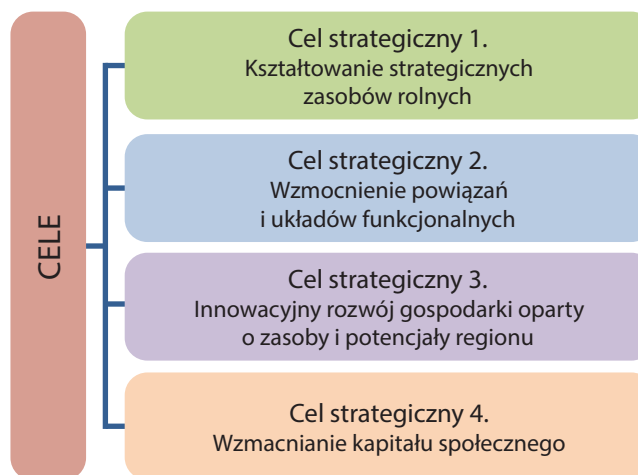 CELE
Cel strategiczny 1.
Kształtowanie strategicznych
zasobów rolnych
Cel strategiczny 2.
Wzmocnienie powiązań
i układów funkcjonalnych
Cel strategiczny 3.
Innowacyjny rozwój gospodarki oparty
o zasoby i potencjały regionu
Cel strategiczny 4.
Wzmacnianie kapitału społecznego